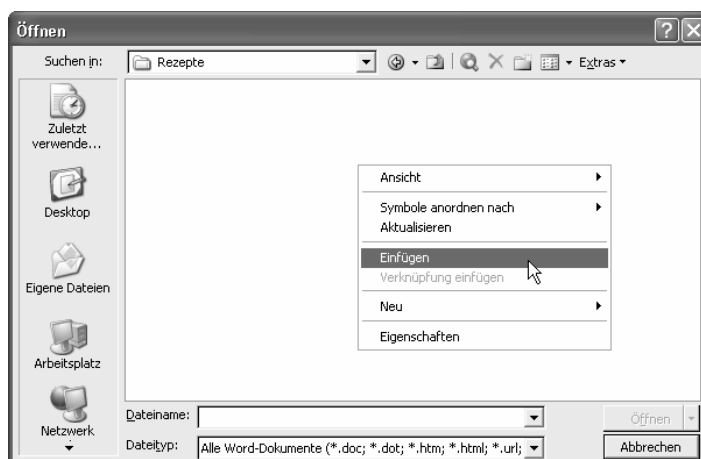 Öffnen
Suchen in: Rezepte Extras
Zuletzt
verwende...
Desktop
Eigene Dateien
Arbeitsplatz
Netzwerk
Ansicht
Symbole anordnen nach
Aktualisieren
Einfügen
Verknüpfung einfügen
Neu
Eigenschaften
Dateiname: Öffnen
Dateityp: Alle Word-Dokumente (*.doc; *.dot; *.htm; *.html; *.url; Abbrechen